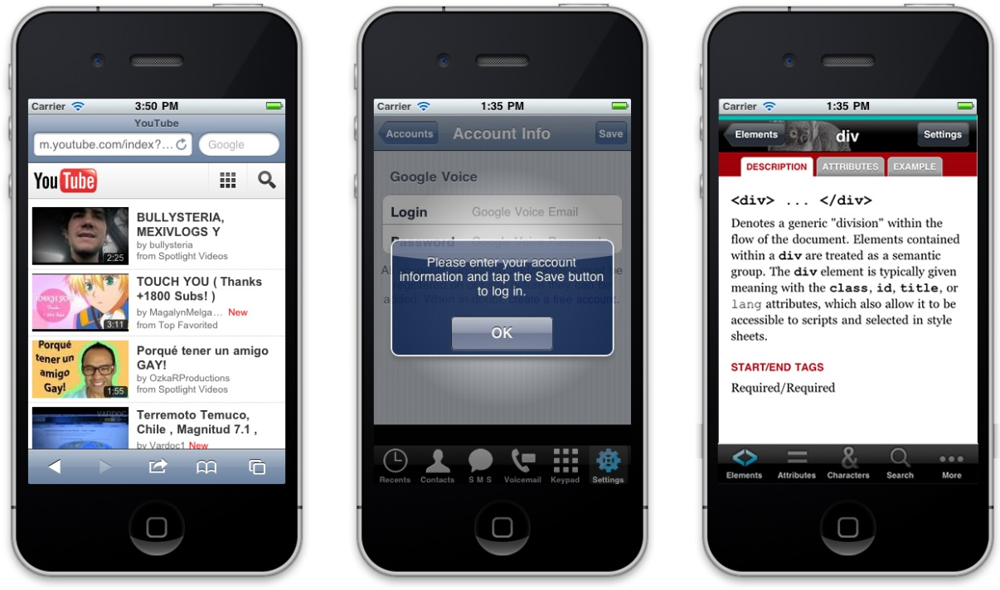 Carrier 3:50 PM
YouTube
m.youtube.com/index?... Google
YouTube
BULLYSTERIA,
MEXIVLOGS Y
by bullysteria
from Spotlight Videos
2:25
TOUCH YOU ( Thanks
+1800 Subs! )
by MagalynMelga... New
from Top Favorited
3:11
Porqué
tener un
amigo
Gay!
1:55
Porqué tener un amigo
GAY!
by OzkaRProductions
from Spotlight Videos
VARDOC
Terremoto Temuco,
Chile , Magnitud 7.1 ,
by Vardoc1 New
Carrier 1:35 PM
Accounts Account Info Save
Google Voice
Login Google Voice Email
Password Google Voice Password
Please enter your account
information and tap the Save button
to log in.
OK
Recents Contacts SMS Voicemail Keypad Settings
Carrier 1:35 PM
Elements div Settings
DESCRIPTION ATTRIBUTES EXAMPLE
<div> ... </div>
Denotes a generic "division" within the
flow of the document. Elements contained
within a div are treated as a semantic
group. The div element is typically given
meaning with the class, id, title, or
lang attributes, which also allow it to be
accessible to scripts and selected in style
sheets.
START/END TAGS
Required/Required
Elements Attributes Characters Search More